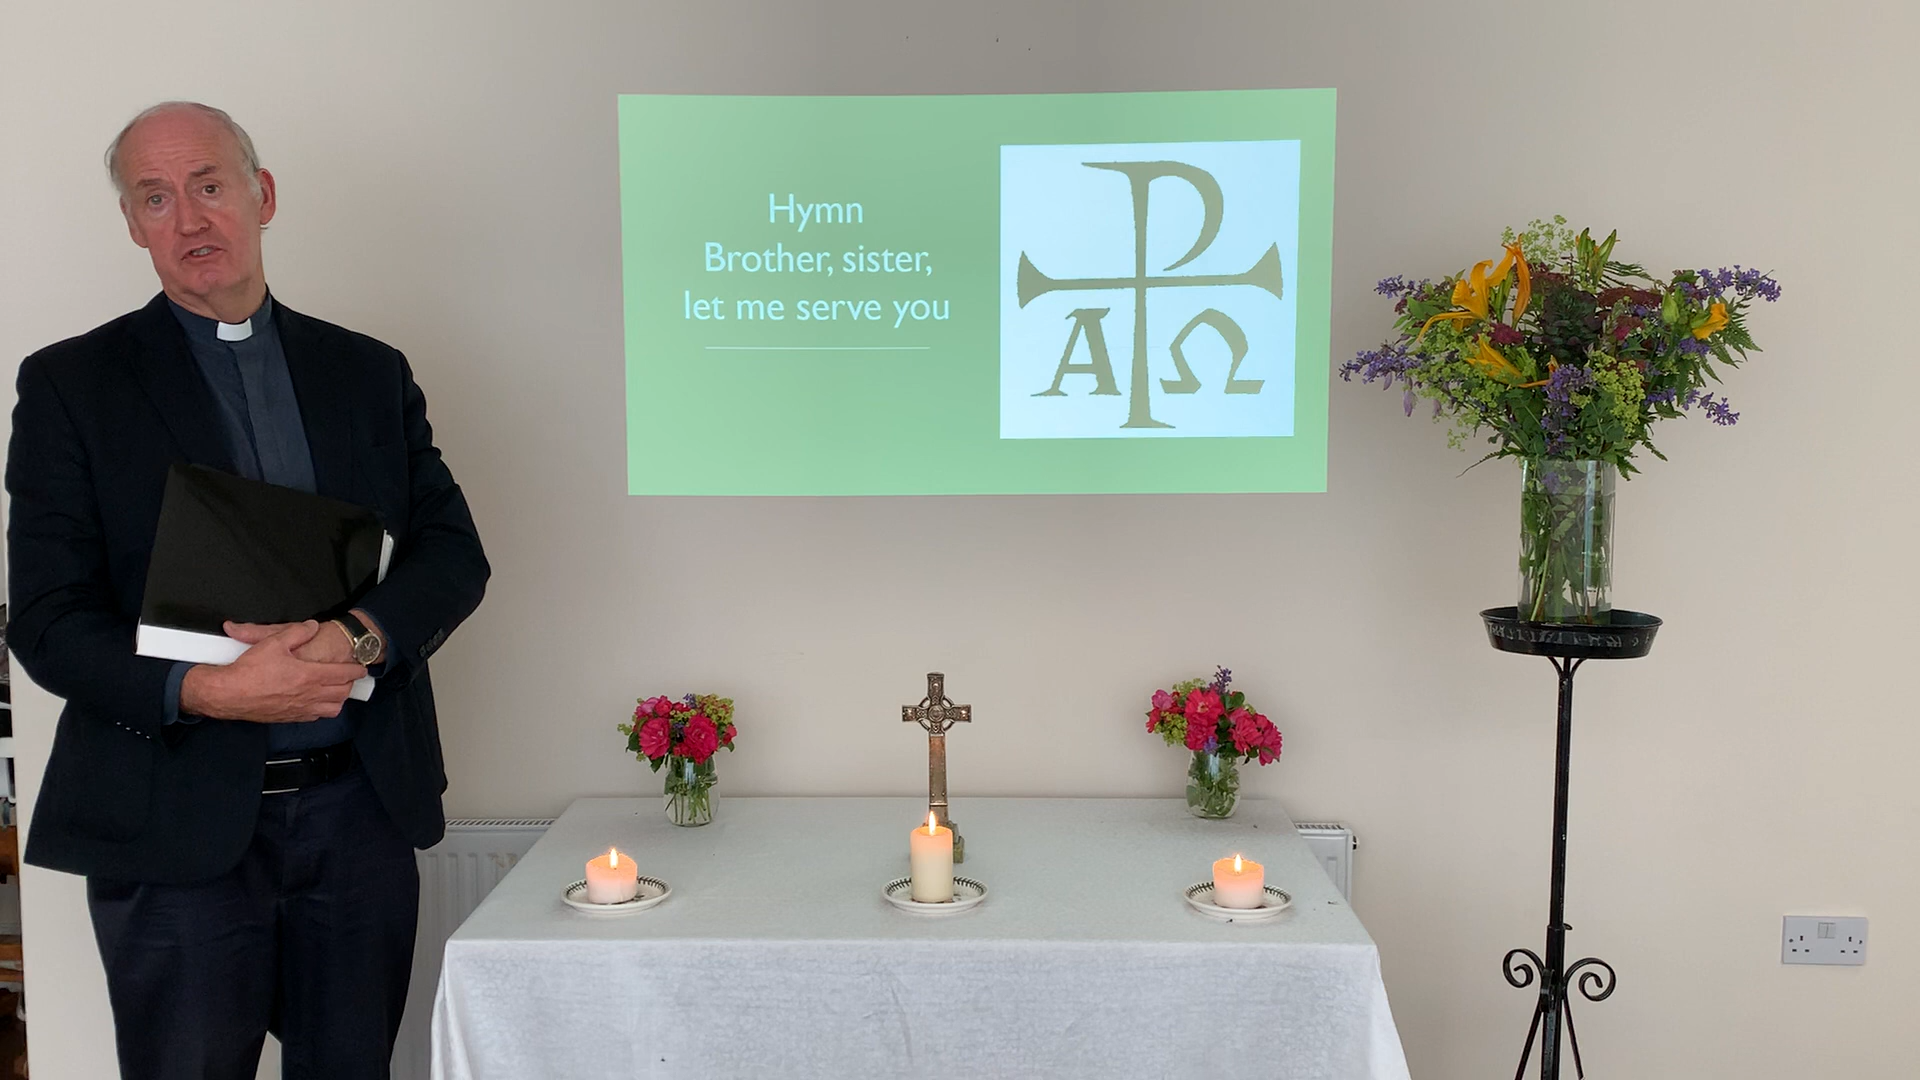 Hymn
Brother, sister,
let me serve you
Α Ω